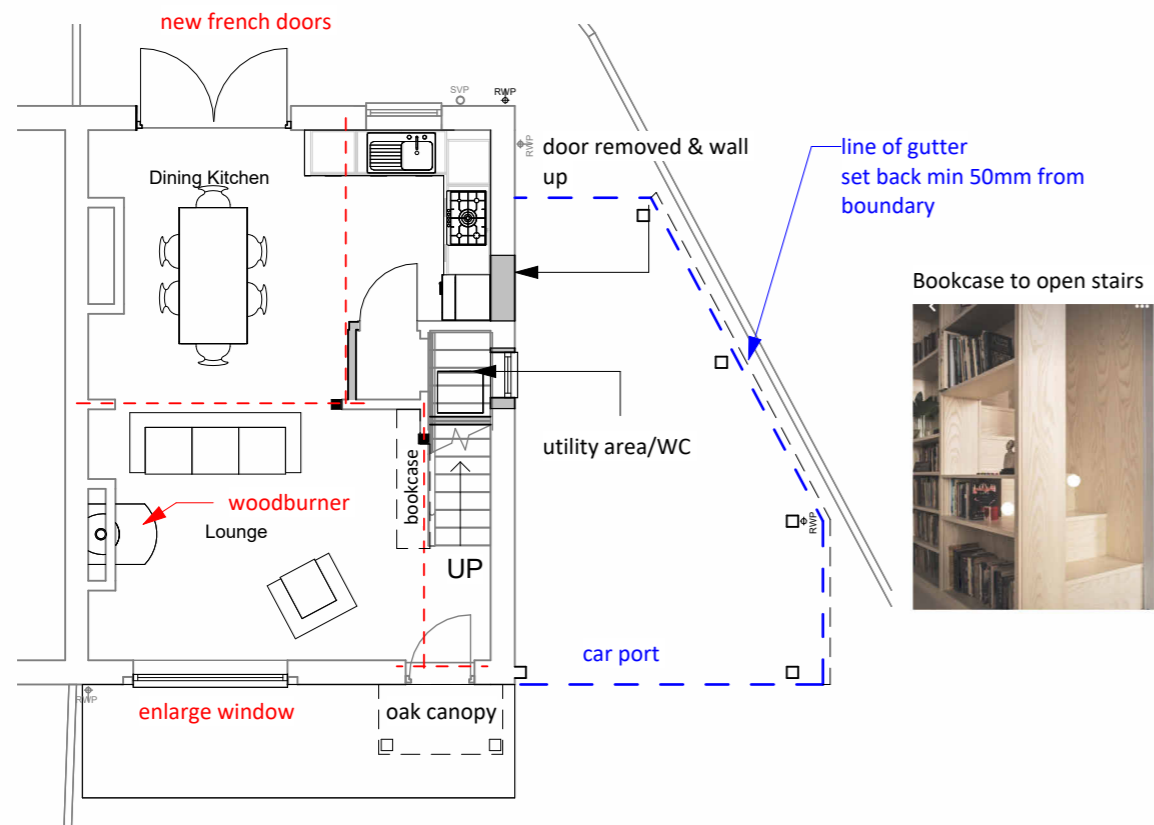 new french doors
SVP
RWP
RWP
door removed & wall
up
line of gutter
set back min 50mm from
boundary
Dining Kitchen
Bookcase to open stairs
utility area/WC
bookcase
woodburner
Lounge
RWP
UP
car port
RWP
enlarge window
oak canopy